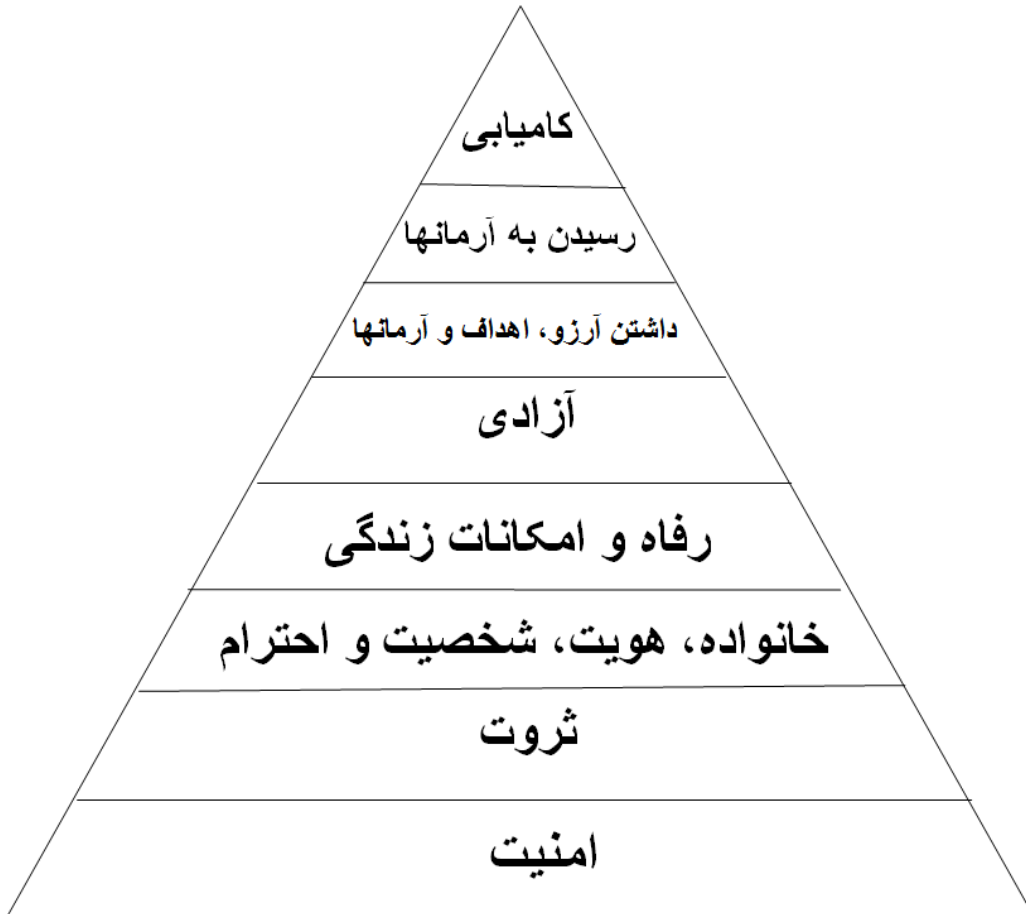 کامیابی
رسیدن به آرمانها
داشتن آرزو، اهداف و آرمانها
آزادی
رفاه و امکانات زندگی
خانواده، هویت، شخصیت و احترام
ثروت
امنیت